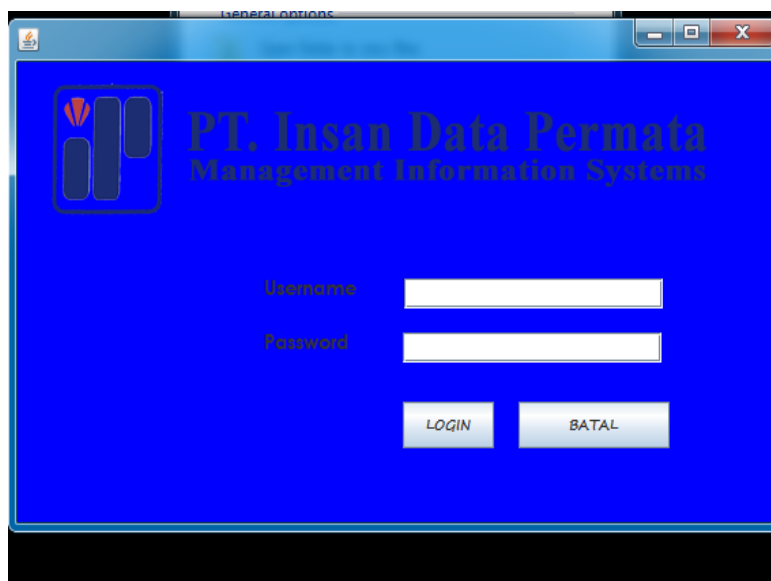 General options
PT. Insan Data Permata
Management Information Systems
Username
Password
LOGIN
BATAL